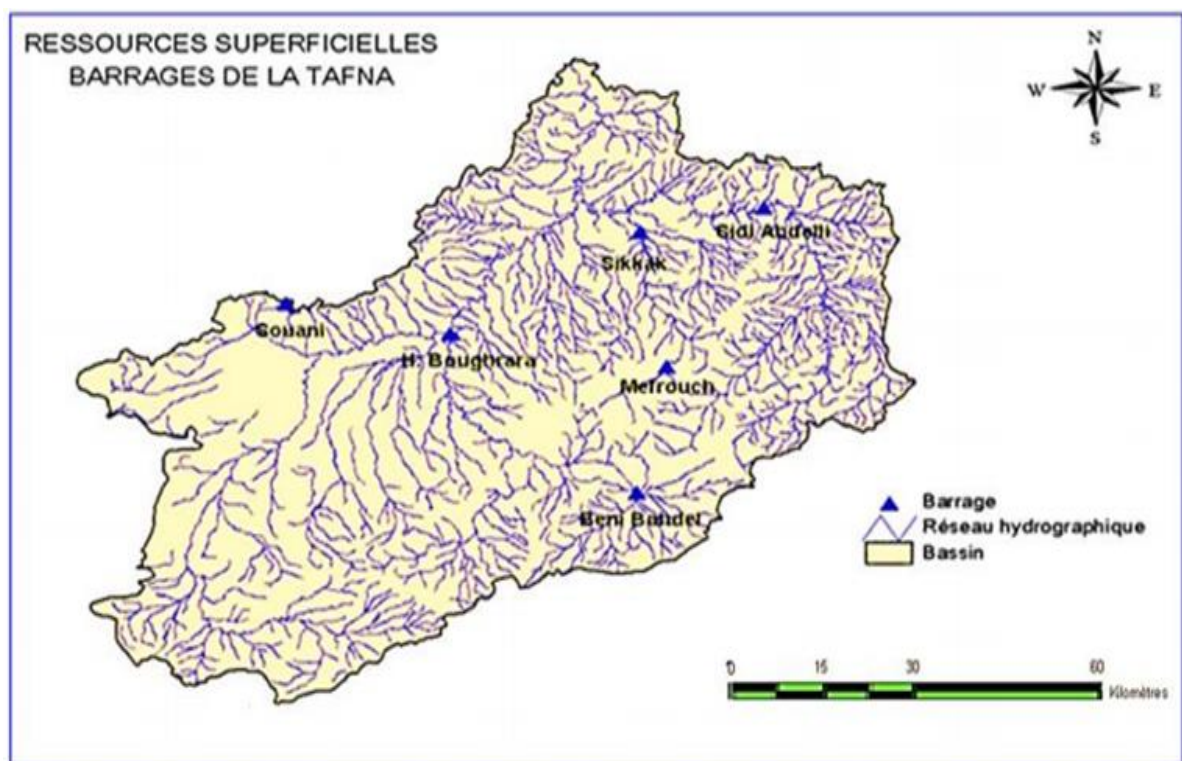 RESSOURCES SUPERFICIELLES
BARRAGES DE LA TAFNA
N
W E
S
Sidi Abdelli
Sikkak
Souani
H. Boughrara
Mefrouch
Beni Bahdel
Barrage
Réseau hydrographique
Bassin
0 15 30 60
Kilomètres